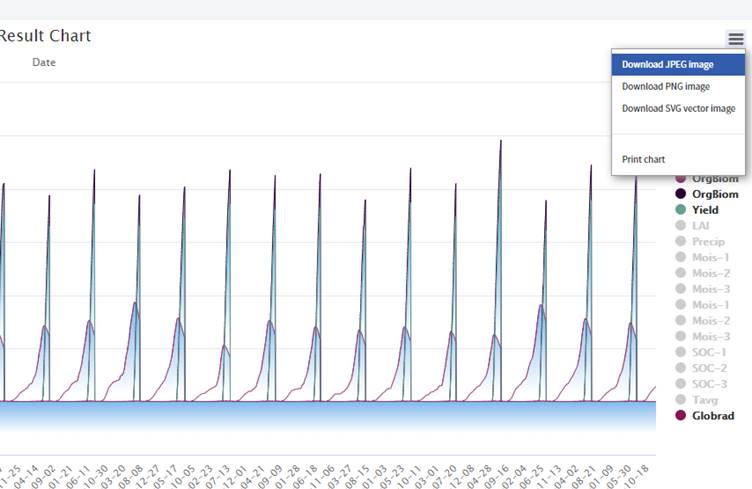 Result Chart
Date
Download JPEG image
Download PNG image
Download SVG vector image
Print chart
OrgBiom
OrgBiom
Yield
LAI
Precip
Mois-1
Mois-2
Mois-3
Mois-1
Mois-2
Mois-3
SOC-1
SOC-2
SOC-3
Tavg
Globrad
11-25
04-14
09-02
01-21
06-11
10-30
03-20
08-08
12-27
05-17
10-05
02-23
07-13
12-01
04-21
09-09
01-28
06-18
11-06
03-27
08-15
01-03
05-23
10-11
03-01
07-20
12-08
04-28
09-16
02-04
06-25
11-13
04-02
08-21
01-09
05-30
10-18